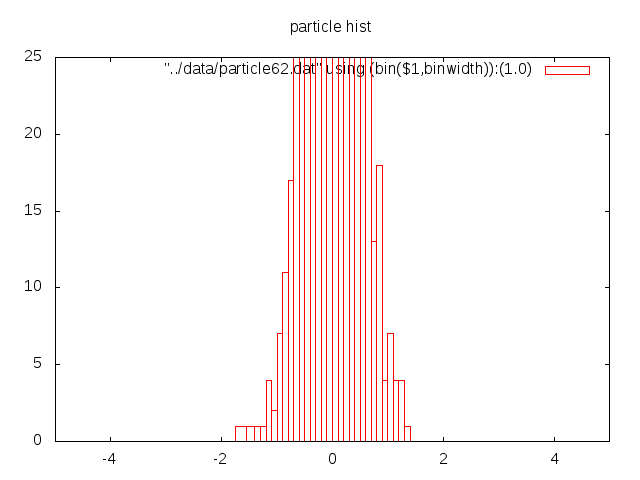 particle hist
"../data/particle62.dat" using (bin($1,binwidth)):(1.0)
25
20
15
10
5
0
-4 -2 0 2 4